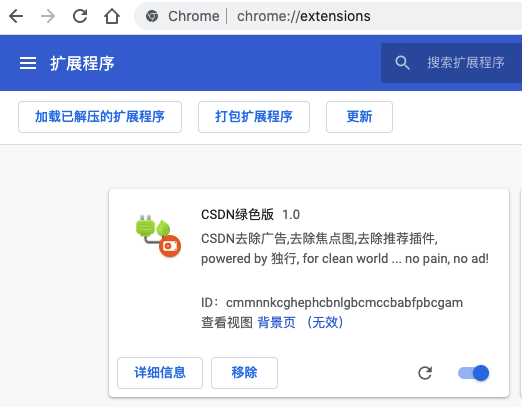 Chrome | chrome://extensions
扩展程序
搜索扩展程序
加载已解压的扩展程序
打包扩展程序
更新
CSDN绿色版 1.0
CSDN去除广告,去除焦点图,去除推荐插件,
powered by 独行, for clean world ... no pain, no ad!
ID：cmmnnkcghephcbnlgbcmccbabfpbcgam
查看视图 背景页 （无效）
详细信息
移除